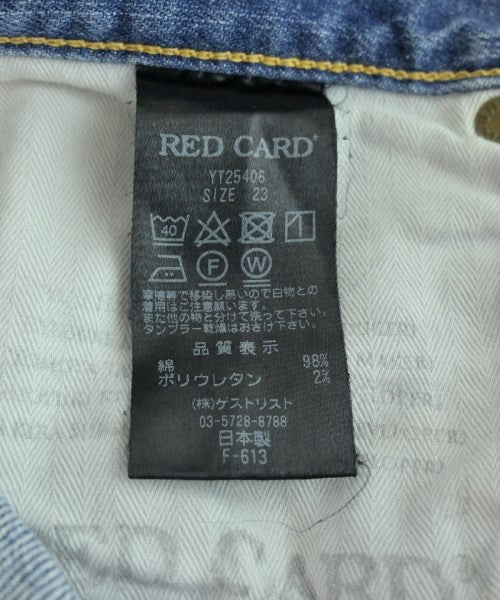 RED CARD®
YT25406
SIZE 23
40
F W
摩擦等で移染し易いので白物との
着用はご注意願います。
また他の物と分けて洗って下さい。
タンブラー乾燥はおさけ下さい。
品質表示
綿 98%
ポリウレタン 2%
(株)ゲストリスト
03-5728-8788
日本製
F-613
RED CARD®